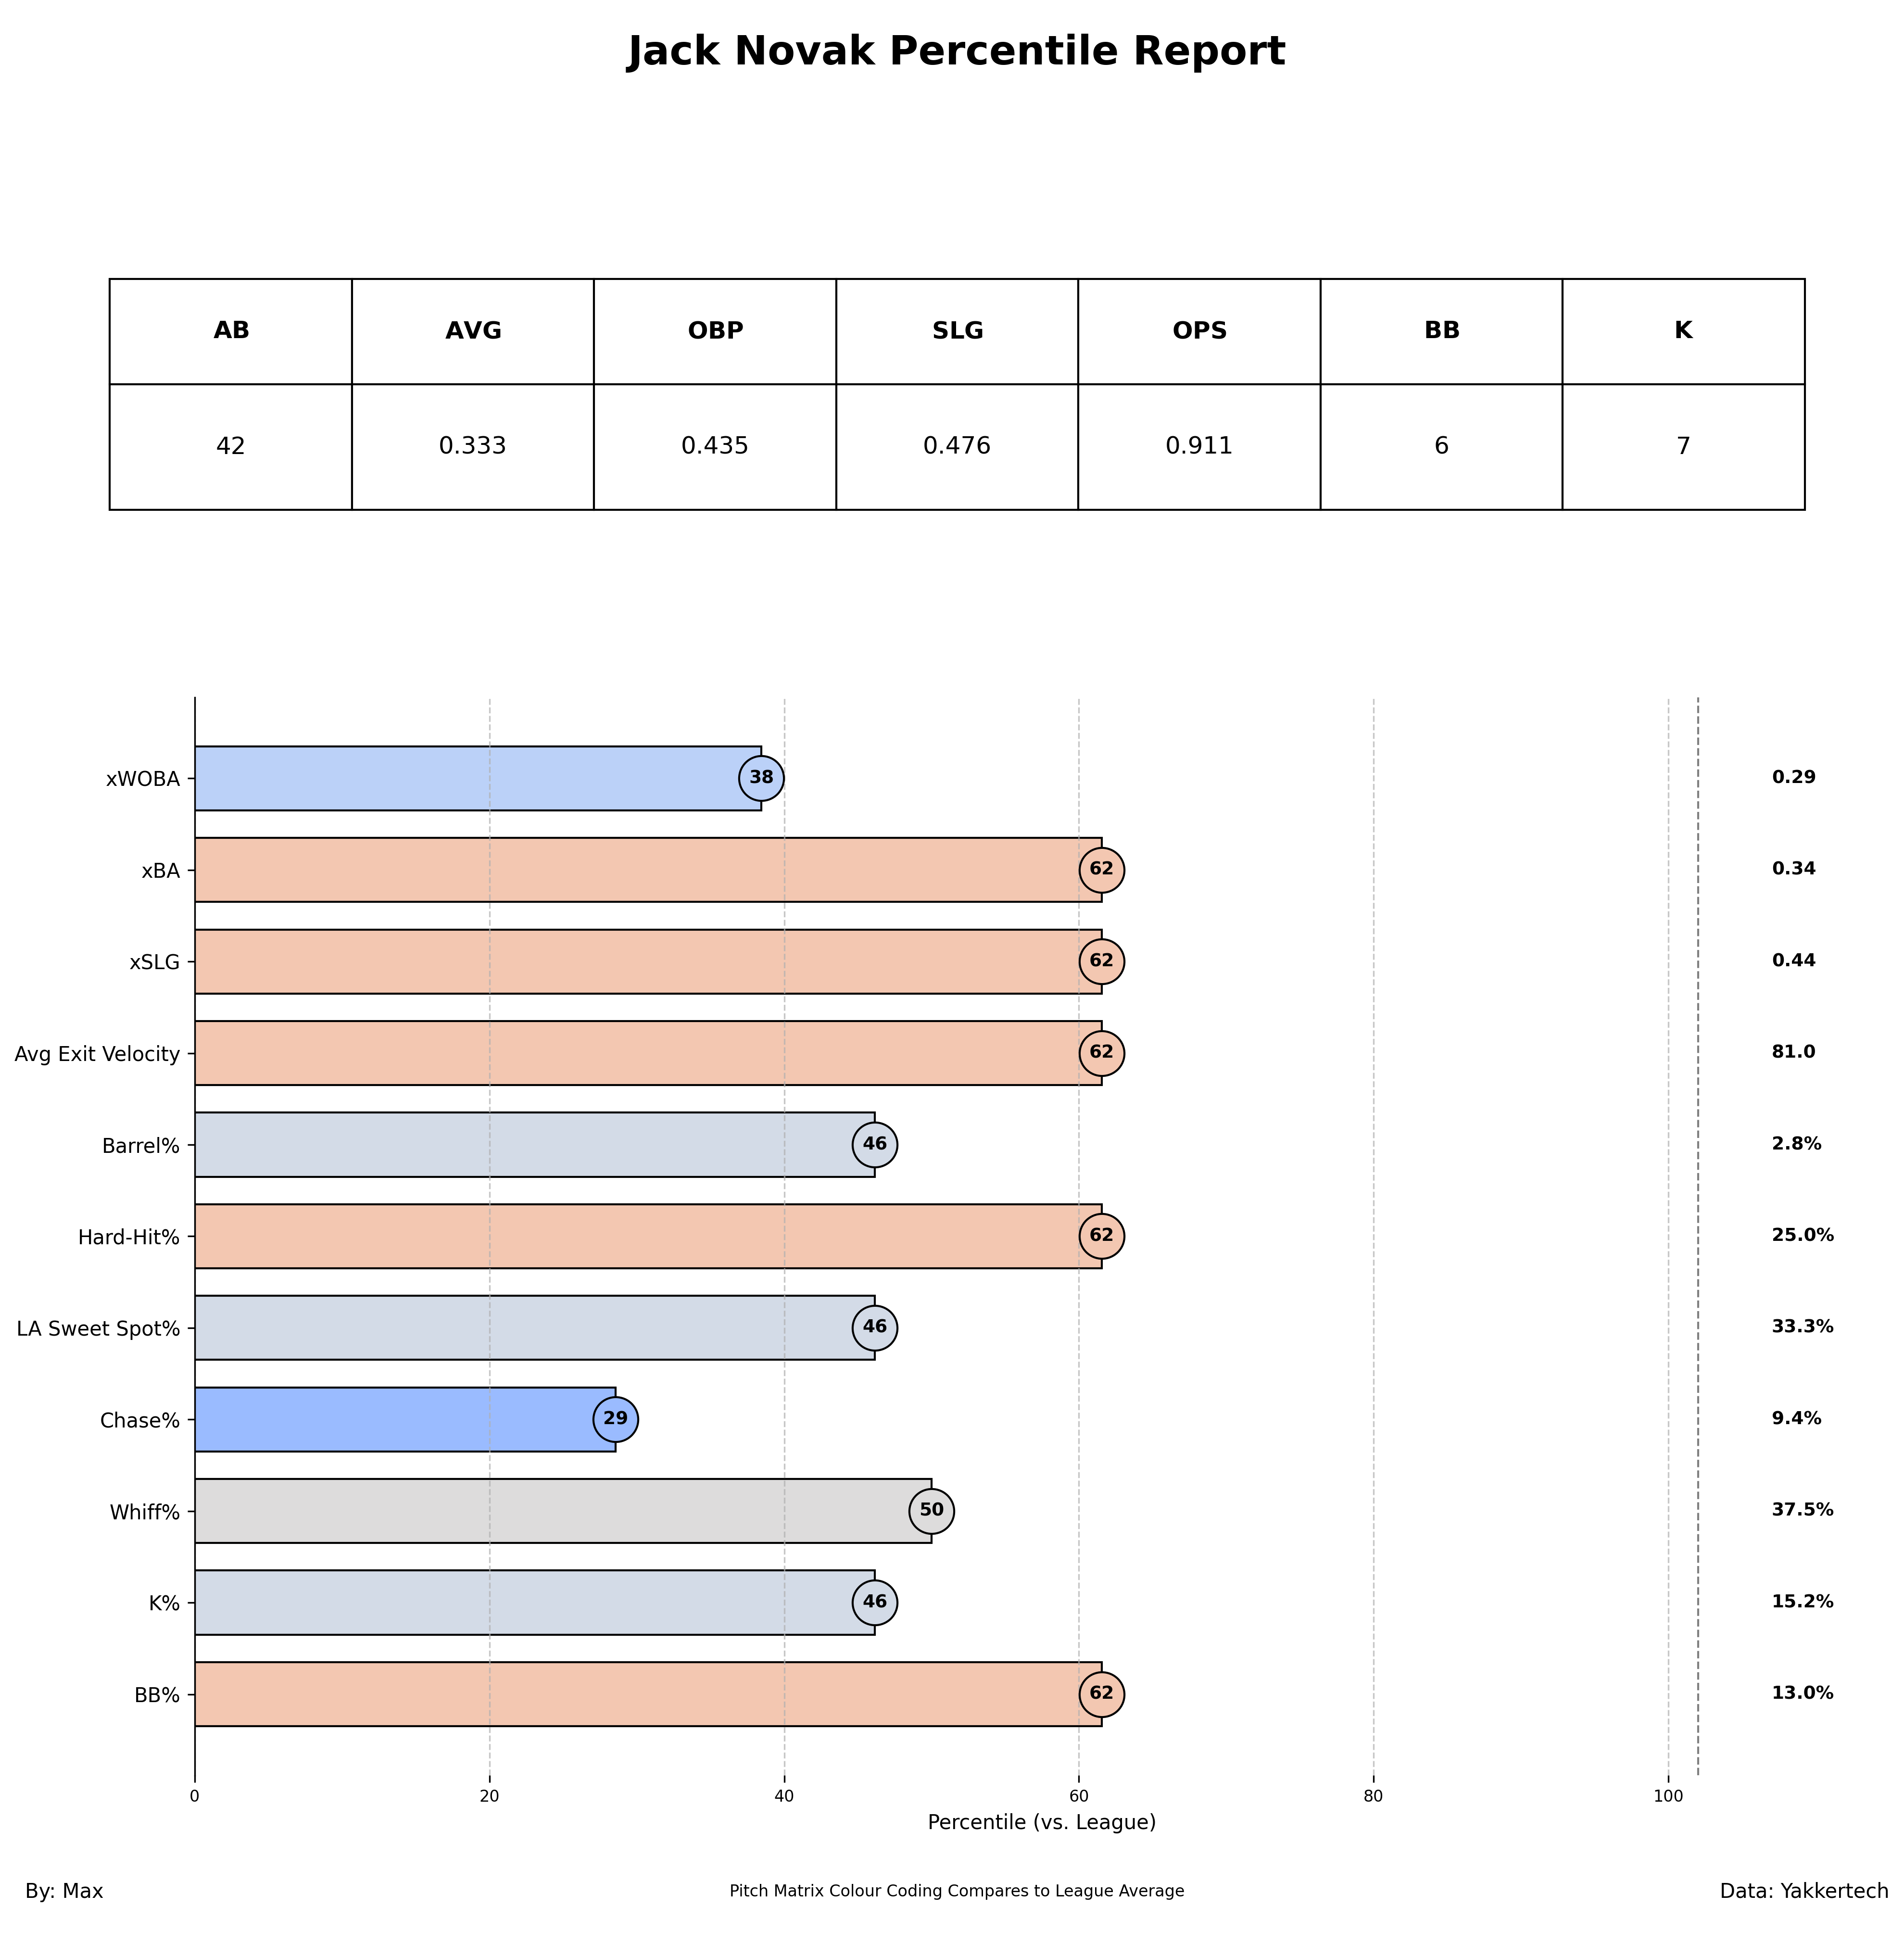 Jack Novak Percentile Report
AB AVG OBP SLG OPS BB K
42 0.333 0.435 0.476 0.911 6 7
xWOBA 38 0.29
xBA 62 0.34
xSLG 62 0.44
Avg Exit Velocity 62 81.0
Barrel% 46 2.8%
Hard-Hit% 62 25.0%
LA Sweet Spot% 46 33.3%
Chase% 29 9.4%
Whiff% 50 37.5%
K% 46 15.2%
BB% 62 13.0%
0 20 40 60 80 100
Percentile (vs. League)
By: Max Pitch Matrix Colour Coding Compares to League Average Data: Yakkertech